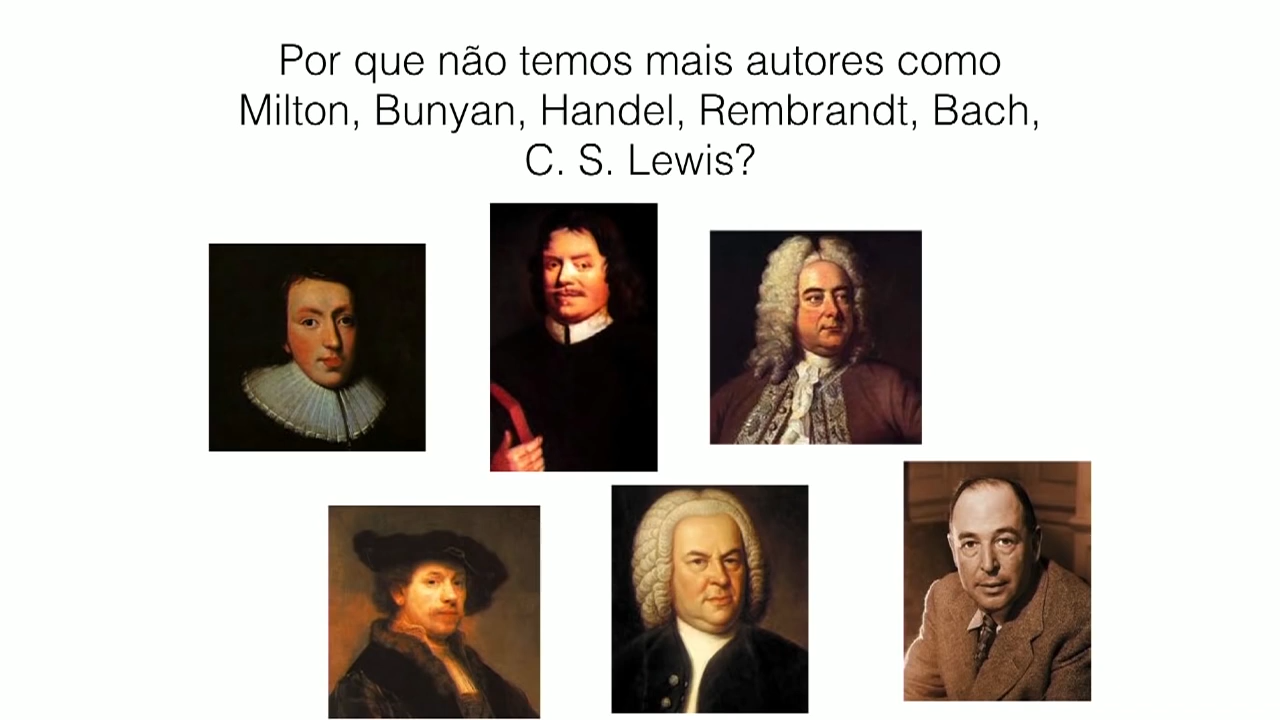 Por que não temos mais autores como
Milton, Bunyan, Handel, Rembrandt, Bach,
C. S. Lewis?